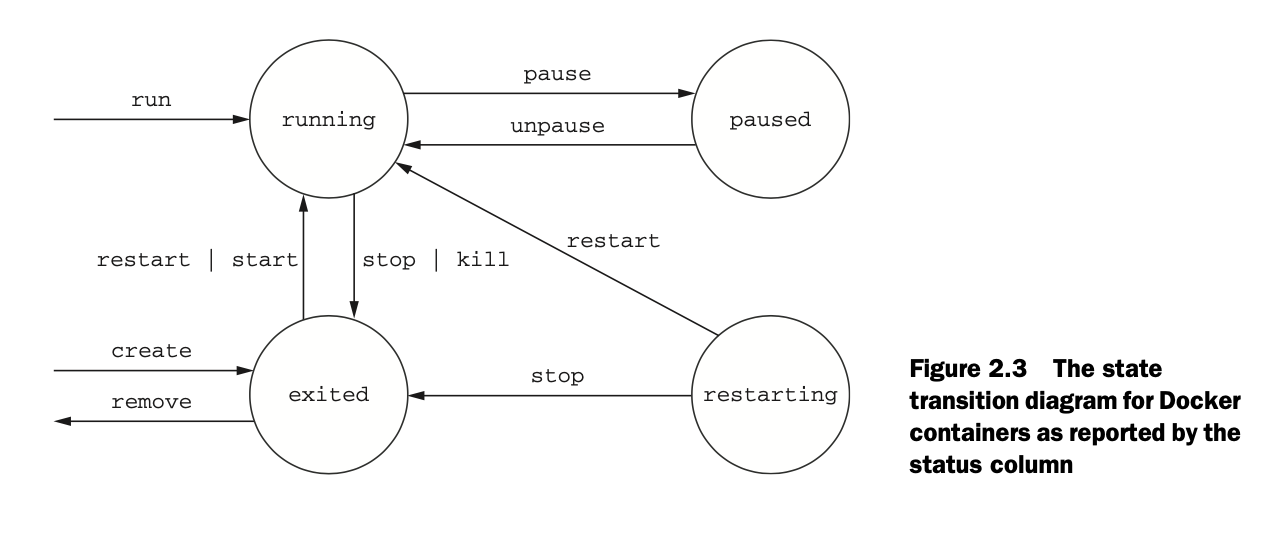 pause
run
running
paused
unpause
restart
restart | start
stop | kill
create
stop
exited
restarting
remove
Figure 2.3 The state
transition diagram for Docker
containers as reported by the
status column